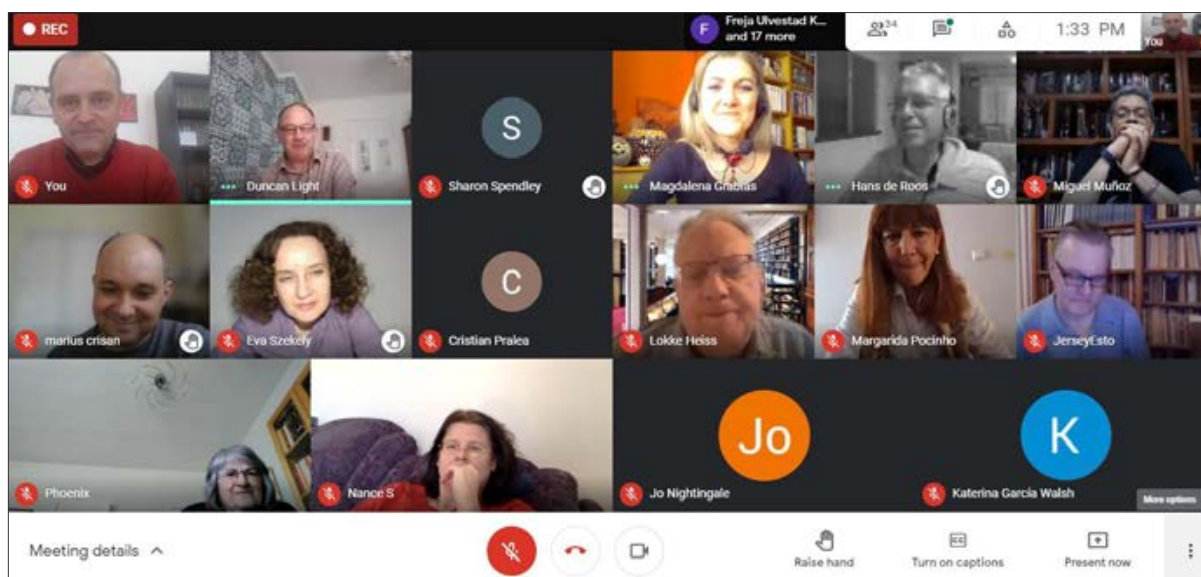 REC
F
Freja Ulvestad K...
and 17 more
34
1:33 PM
You
You
Duncan Light
S
Sharon Spendley
Magdalena Grabias
Hans de Roos
Miguel Muñoz
marius crisan
Eva Szekely
C
Cristian Pralea
Lokke Heiss
Margarida Pocinho
JerseyEsto
Phoenix
Nance S
Jo
Jo Nightingale
K
Katerina Garcia Walsh
More options
Meeting details
Raise hand
CC
Turn on captions
Present now